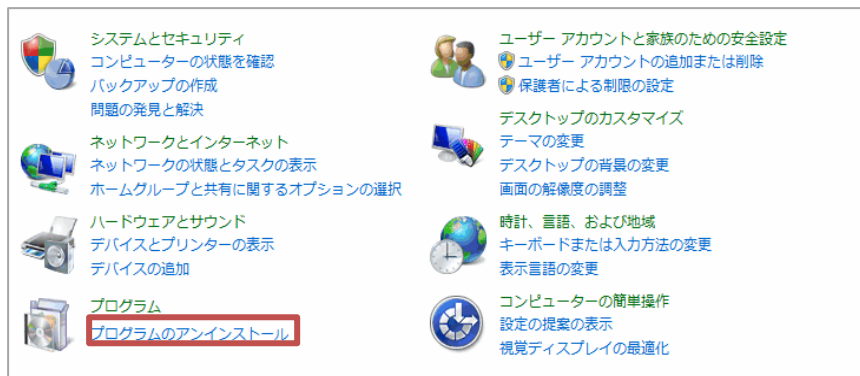 システムとセキュリティ
コンピューターの状態を確認
バックアップの作成
問題の発見と解決
ネットワークとインターネット
ネットワークの状態とタスクの表示
ホームグループと共有に関するオプションの選択
ハードウェアとサウンド
デバイスとプリンターの表示
デバイスの追加
プログラム
プログラムのアンインストール
ユーザー アカウントと家族のための安全設定
ユーザー アカウントの追加または削除
保護者による制限の設定
デスクトップのカスタマイズ
テーマの変更
デスクトップの背景の変更
画面の解像度の調整
時計、言語、および地域
キーボードまたは入力方法の変更
表示言語の変更
コンピューターの簡単操作
設定の提案の表示
視覚ディスプレイの最適化